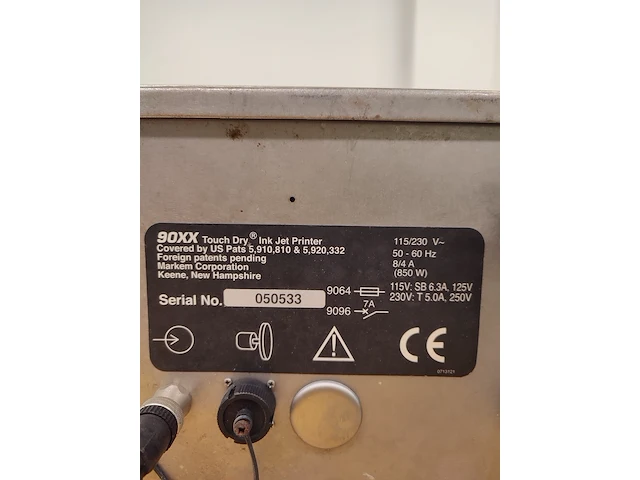 90XX Touch Dry® Ink Jet Printer
Covered by US Pats 5,910,810 & 5,920,332
Foreign patents pending
Markem Corporation
Keene, New Hampshire
Serial No. 050533
115/230 V~
50 - 60 Hz
8/4 A
(850 W)
9064 115V: SB 6.3A, 125V
230V: T 5.0A, 250V
7A
9096
CE